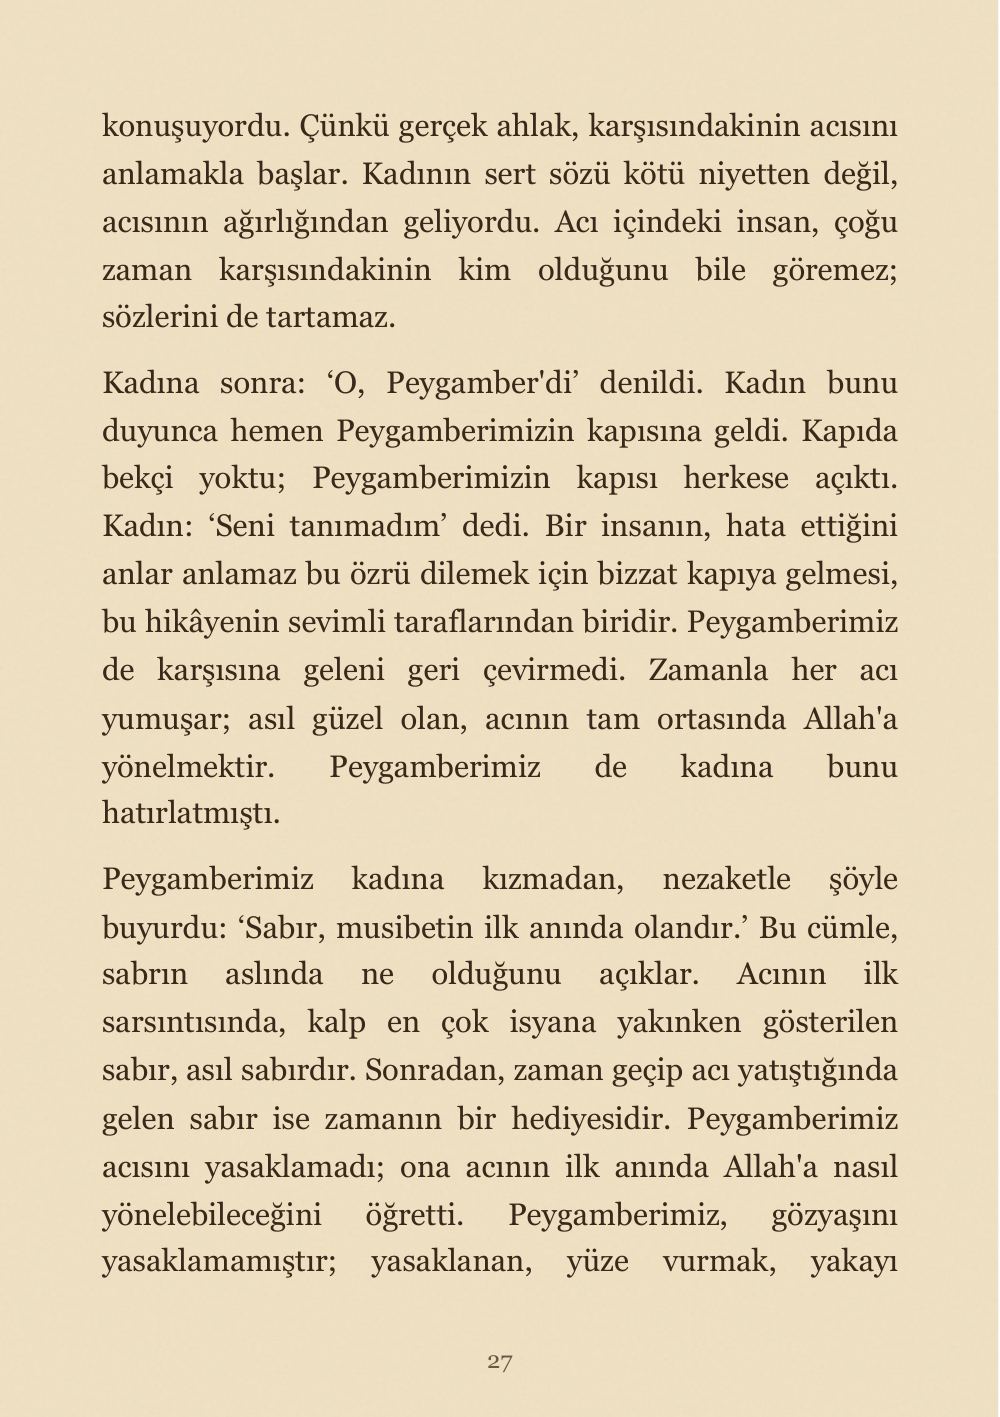 konuşuyordu. Çünkü gerçek ahlak, karşısındakinin acısını
anlamakla başlar. Kadının sert sözü kötü niyetten değil,
acısının ağırlığından geliyordu. Acı içindeki insan, çoğu
zaman karşısındakinin kim olduğunu bile göremez;
sözlerini de tartamaz.
Kadına sonra: ‘O, Peygamber'di’ denildi. Kadın bunu
duyunca hemen Peygamberimizin kapısına geldi. Kapıda
bekçi yoktu; Peygamberimizin kapısı herkese açıktı.
Kadın: ‘Seni tanımadım’ dedi. Bir insanın, hata ettiğini
anlar anlamaz bu özrü dilemek için bizzat kapıya gelmesi,
bu hikâyenin sevimli taraflarından biridir. Peygamberimiz
de karşısına geleni geri çevirmedi. Zamanla her acı
yumuşar; asıl güzel olan, acının tam ortasında Allah'a
yönelmektir. Peygamberimiz de kadına bunu
hatırlatmıştı.
Peygamberimiz kadına kızmadan, nezaketle şöyle
buyurdu: ‘Sabır, musibetin ilk anında olandır.’ Bu cümle,
sabrın aslında ne olduğunu açıklar. Acının ilk
sarsıntısında, kalp en çok isyana yakınken gösterilen
sabır, asıl sabırdır. Sonradan, zaman geçip acı yatıştığında
gelen sabır ise zamanın bir hediyesidir. Peygamberimiz
acısını yasaklamadı; ona acının ilk anında Allah'a nasıl
yönelebileceğini öğretti. Peygamberimiz, gözyaşını
yasaklamamıştır; yasaklanan, yüze vurmak, yakayı
27